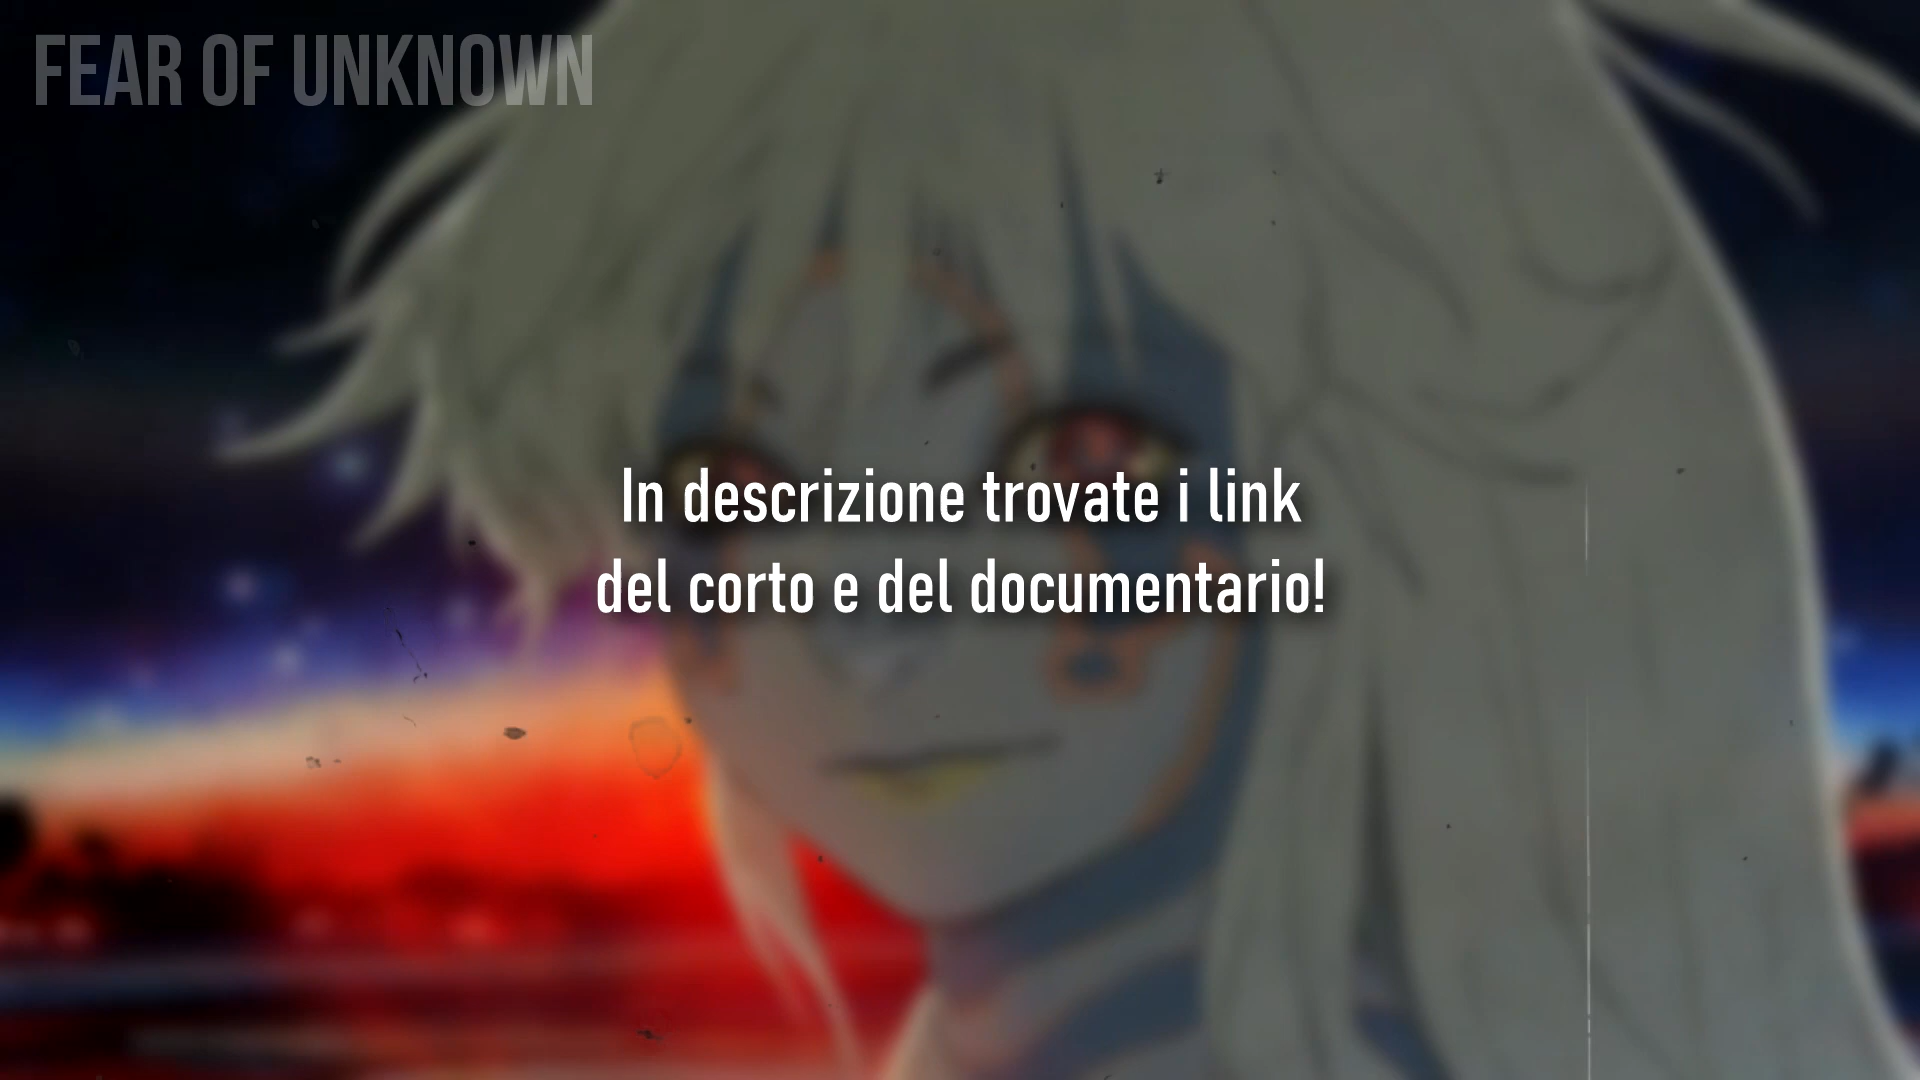 FEAR OF UNKNOWN
In descrizione trovate i link
del corto e del documentario!